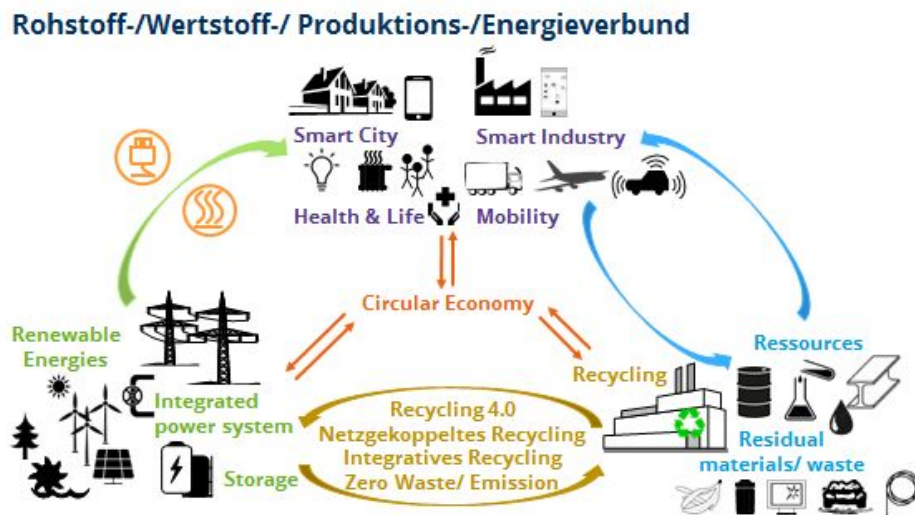 Rohstoff-/Wertstoff-/ Produktions-/Energieverbund
Smart City
Smart Industry
Health & Life
Mobility
Circular Economy
Renewable
Energies
Ressources
Recycling
Integrated
power system
Recycling 4.0
Netzgekoppeltes Recycling
Integratives Recycling
Zero Waste/ Emission
Residual
materials/ waste
Storage